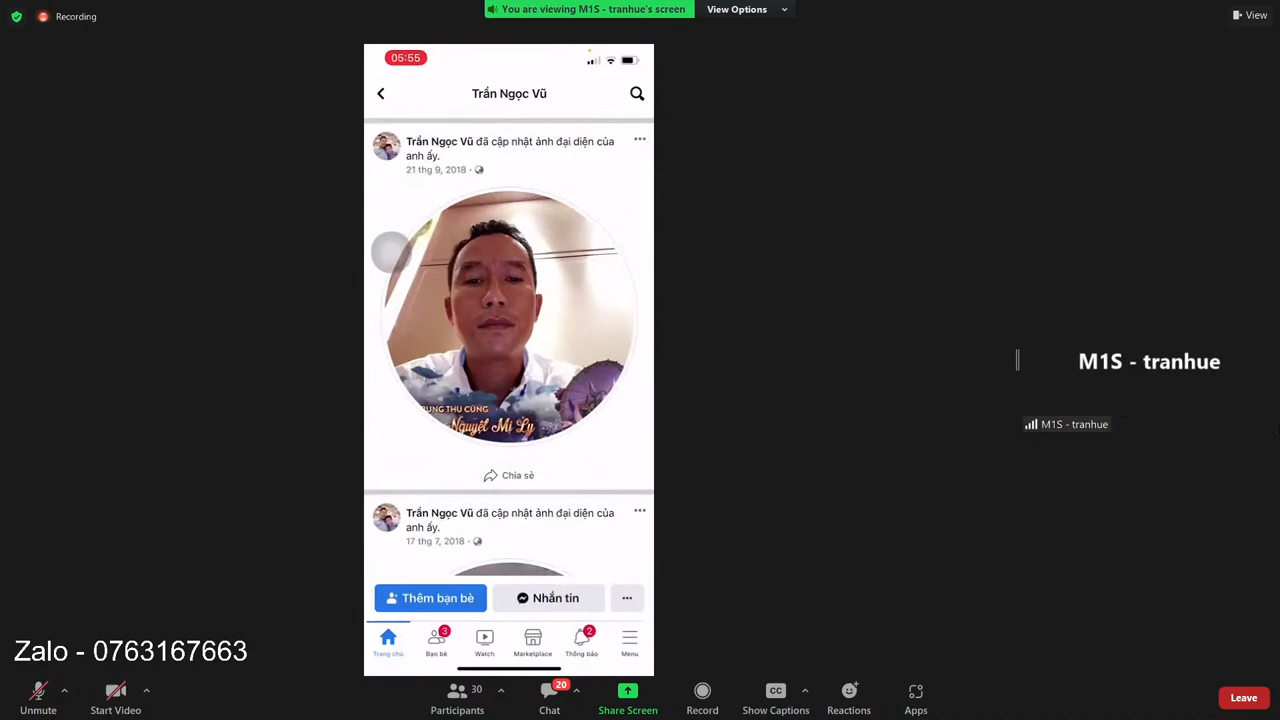 Recording
You are viewing M1S - tranhue's screen
View Options
View
05:55
Trần Ngọc Vũ
Trần Ngọc Vũ đã cập nhật ảnh đại diện của
anh ấy.
21 thg 9, 2018 ·
TRUNG THU CÙNG
Nguyệt Mi Ly
Chia sẻ
Trần Ngọc Vũ đã cập nhật ảnh đại diện của
anh ấy.
17 thg 7, 2018 ·
Thêm bạn bè
Nhắn tin
3
2
Trang chủ
Bạn bè
Watch
Marketplace
Thông báo
Menu
M1S - tranhue
M1S - tranhue
Zalo - 0763167663
Unmute
Start Video
30
Participants
20
Chat
Share Screen
Record
CC
Show Captions
Reactions
Apps
Leave